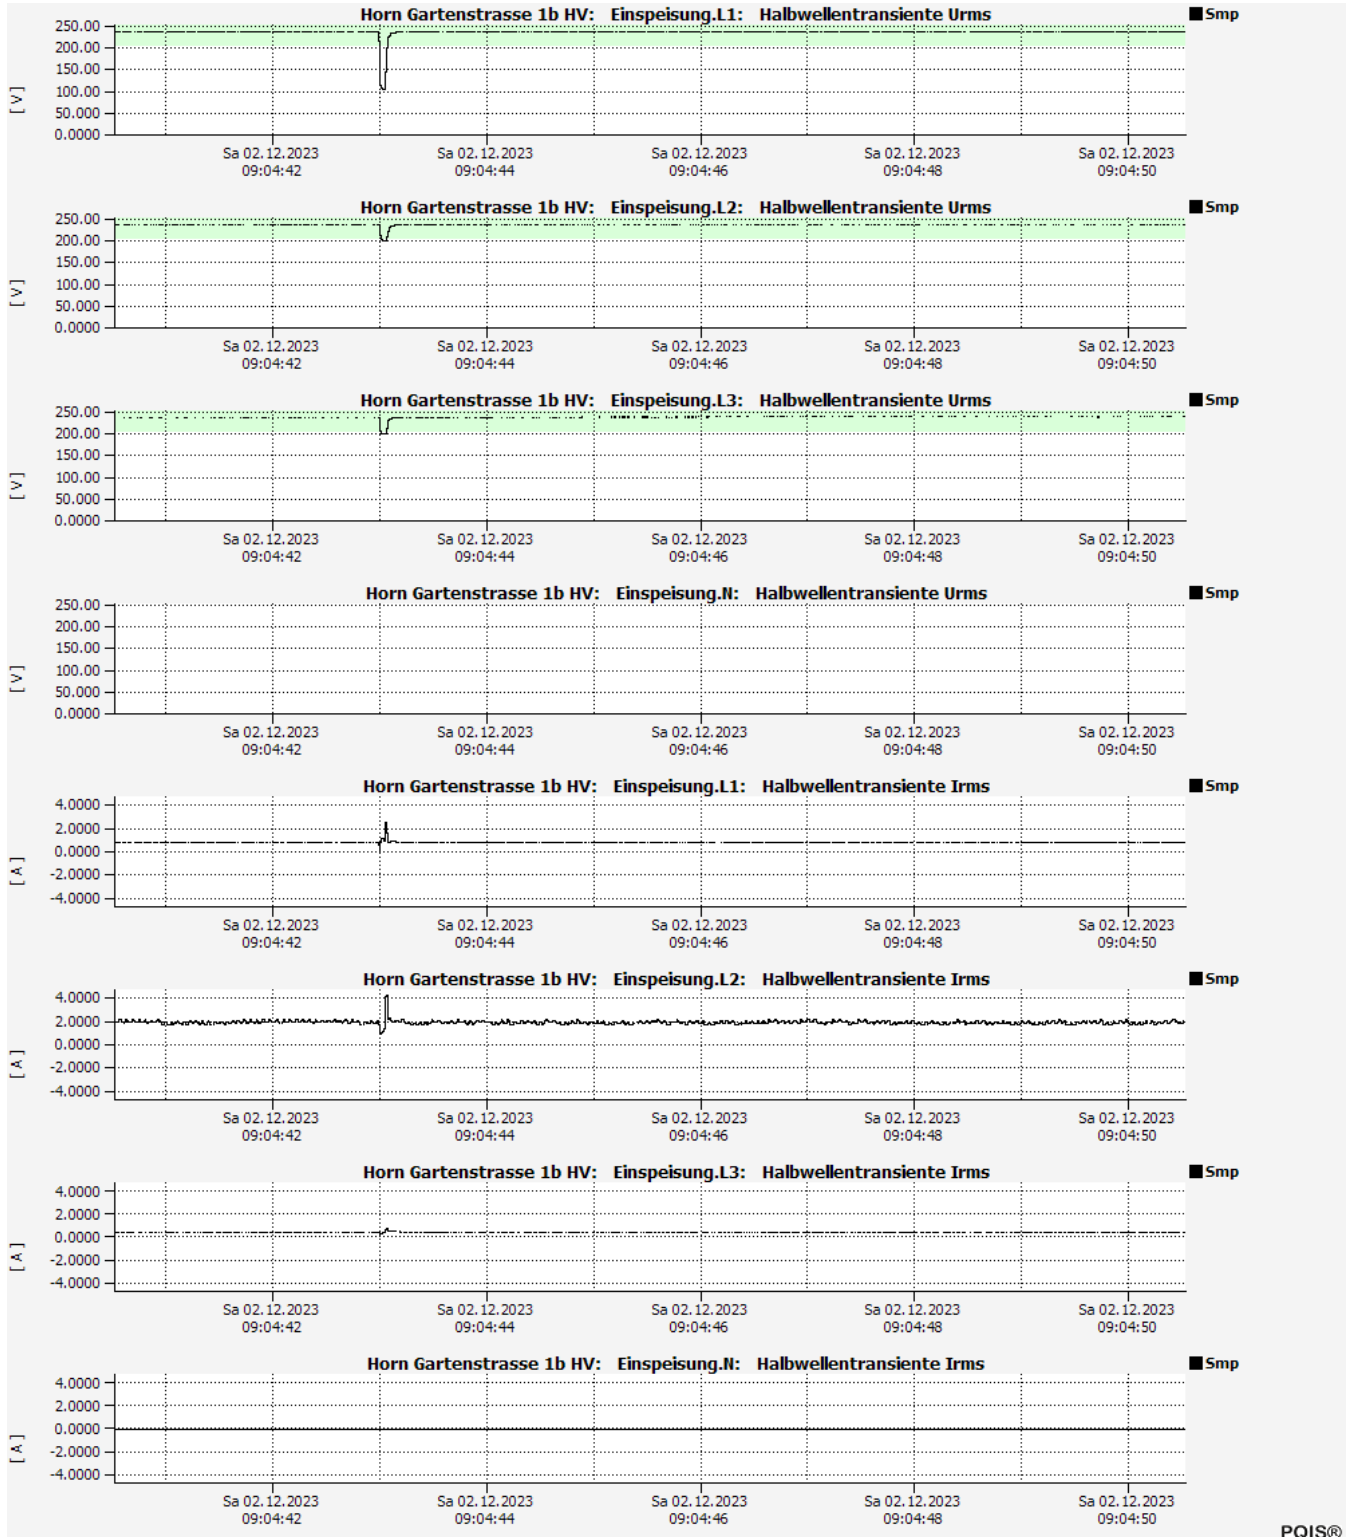 Horn Gartenstrasse 1b HV: Einspeisung.L1: Halbwellentransiente Urms
Smp
250.00
200.00
150.00
100.00
50.000
0.0000
[ V ]
Sa 02.12.2023 Sa 02.12.2023 Sa 02.12.2023 Sa 02.12.2023 Sa 02.12.2023
09:04:42 09:04:44 09:04:46 09:04:48 09:04:50
Horn Gartenstrasse 1b HV: Einspeisung.L2: Halbwellentransiente Urms
Smp
250.00
200.00
150.00
100.00
50.000
0.0000
[ V ]
Sa 02.12.2023 Sa 02.12.2023 Sa 02.12.2023 Sa 02.12.2023 Sa 02.12.2023
09:04:42 09:04:44 09:04:46 09:04:48 09:04:50
Horn Gartenstrasse 1b HV: Einspeisung.L3: Halbwellentransiente Urms
Smp
250.00
200.00
150.00
100.00
50.000
0.0000
[ V ]
Sa 02.12.2023 Sa 02.12.2023 Sa 02.12.2023 Sa 02.12.2023 Sa 02.12.2023
09:04:42 09:04:44 09:04:46 09:04:48 09:04:50
Horn Gartenstrasse 1b HV: Einspeisung.N: Halbwellentransiente Urms
Smp
250.00
200.00
150.00
100.00
50.000
0.0000
[ V ]
Sa 02.12.2023 Sa 02.12.2023 Sa 02.12.2023 Sa 02.12.2023 Sa 02.12.2023
09:04:42 09:04:44 09:04:46 09:04:48 09:04:50
Horn Gartenstrasse 1b HV: Einspeisung.L1: Halbwellentransiente Irms
Smp
4.0000
2.0000
0.0000
-2.0000
-4.0000
[ A ]
Sa 02.12.2023 Sa 02.12.2023 Sa 02.12.2023 Sa 02.12.2023 Sa 02.12.2023
09:04:42 09:04:44 09:04:46 09:04:48 09:04:50
Horn Gartenstrasse 1b HV: Einspeisung.L2: Halbwellentransiente Irms
Smp
4.0000
2.0000
0.0000
-2.0000
-4.0000
[ A ]
Sa 02.12.2023 Sa 02.12.2023 Sa 02.12.2023 Sa 02.12.2023 Sa 02.12.2023
09:04:42 09:04:44 09:04:46 09:04:48 09:04:50
Horn Gartenstrasse 1b HV: Einspeisung.L3: Halbwellentransiente Irms
Smp
4.0000
2.0000
0.0000
-2.0000
-4.0000
[ A ]
Sa 02.12.2023 Sa 02.12.2023 Sa 02.12.2023 Sa 02.12.2023 Sa 02.12.2023
09:04:42 09:04:44 09:04:46 09:04:48 09:04:50
Horn Gartenstrasse 1b HV: Einspeisung.N: Halbwellentransiente Irms
Smp
4.0000
2.0000
0.0000
-2.0000
-4.0000
[ A ]
Sa 02.12.2023 Sa 02.12.2023 Sa 02.12.2023 Sa 02.12.2023 Sa 02.12.2023
09:04:42 09:04:44 09:04:46 09:04:48 09:04:50
PQIS®